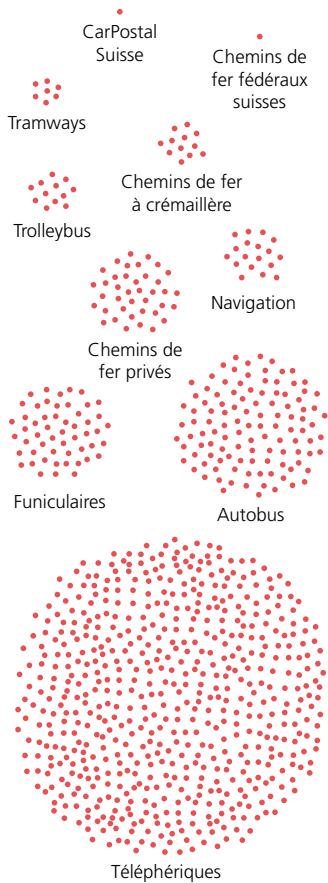 CarPostal
Suisse
Chemins de
fer fédéraux
suisses
Tramways
Chemins de fer
à crémaillère
Trolleybus
Navigation
Chemins de
fer privés
Funiculaires
Autobus
Téléphériques